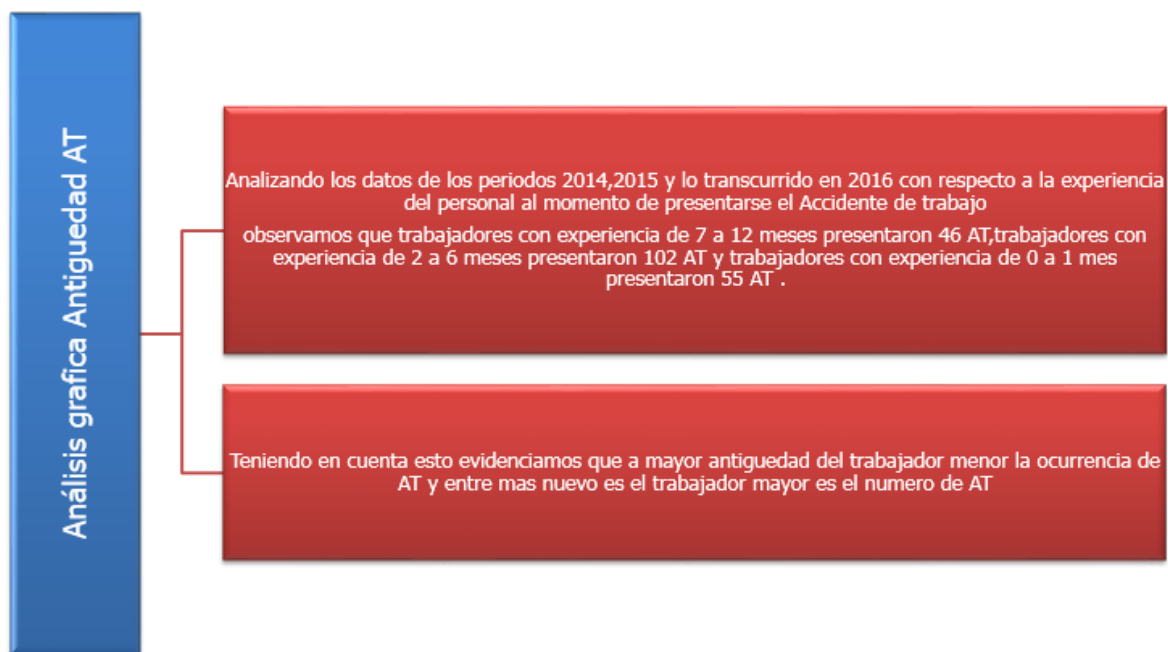 Análisis grafica Antiguedad AT
Analizando los datos de los periodos 2014,2015 y lo transcurrido en 2016 con respecto a la experiencia
del personal al momento de presentarse el Accidente de trabajo
observamos que trabajadores con experiencia de 7 a 12 meses presentaron 46 AT,trabajadores con
experiencia de 2 a 6 meses presentaron 102 AT y trabajadores con experiencia de 0 a 1 mes
presentaron 55 AT .
Teniendo en cuenta esto evidenciamos que a mayor antiguedad del trabajador menor la ocurrencia de
AT y entre mas nuevo es el trabajador mayor es el numero de AT